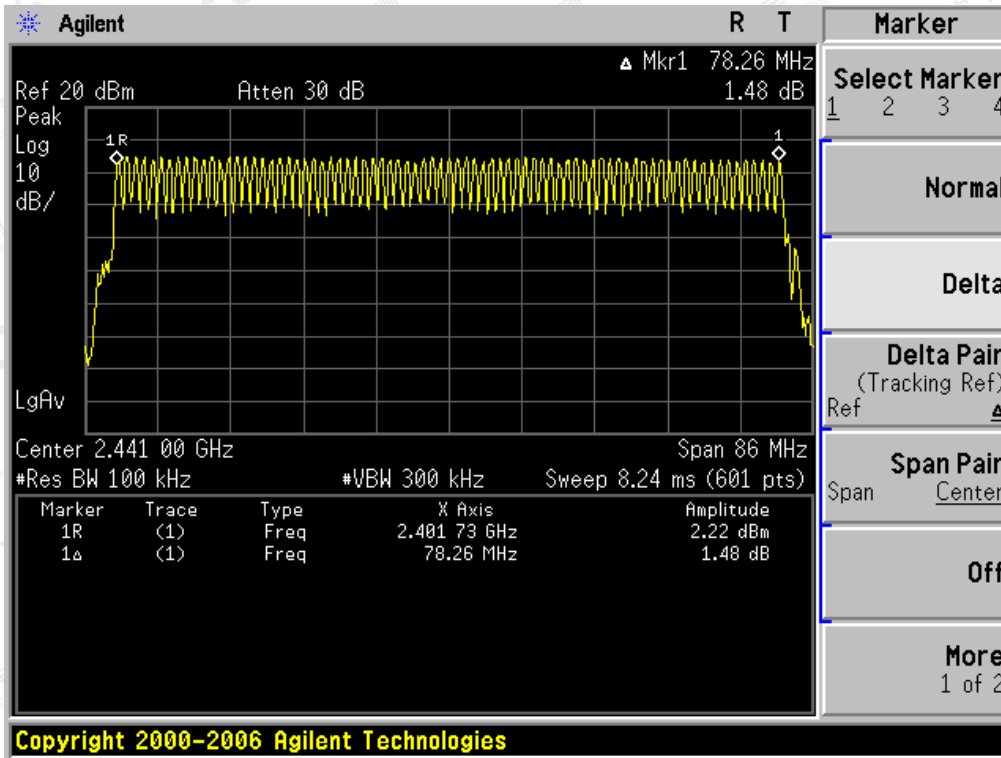 Agilent R T
Marker
Δ Mkr1 78.26 MHz
Ref 20 dBm Atten 30 dB 1.48 dB
Peak
Log
10
dB/
1R
1
LgAv
Center 2.441 00 GHz Span 86 MHz
#Res BW 100 kHz #VBW 300 kHz Sweep 8.24 ms (601 pts)
Marker Trace Type X Axis Amplitude
1R (1) Freq 2.401 73 GHz 2.22 dBm
1Δ (1) Freq 78.26 MHz 1.48 dB
Select Marker
1 2 3 4
Normal
Delta
Delta Pair
(Tracking Ref)
Ref Δ
Span Pair
Span Center
Off
More
1 of 2
Copyright 2000-2006 Agilent Technologies